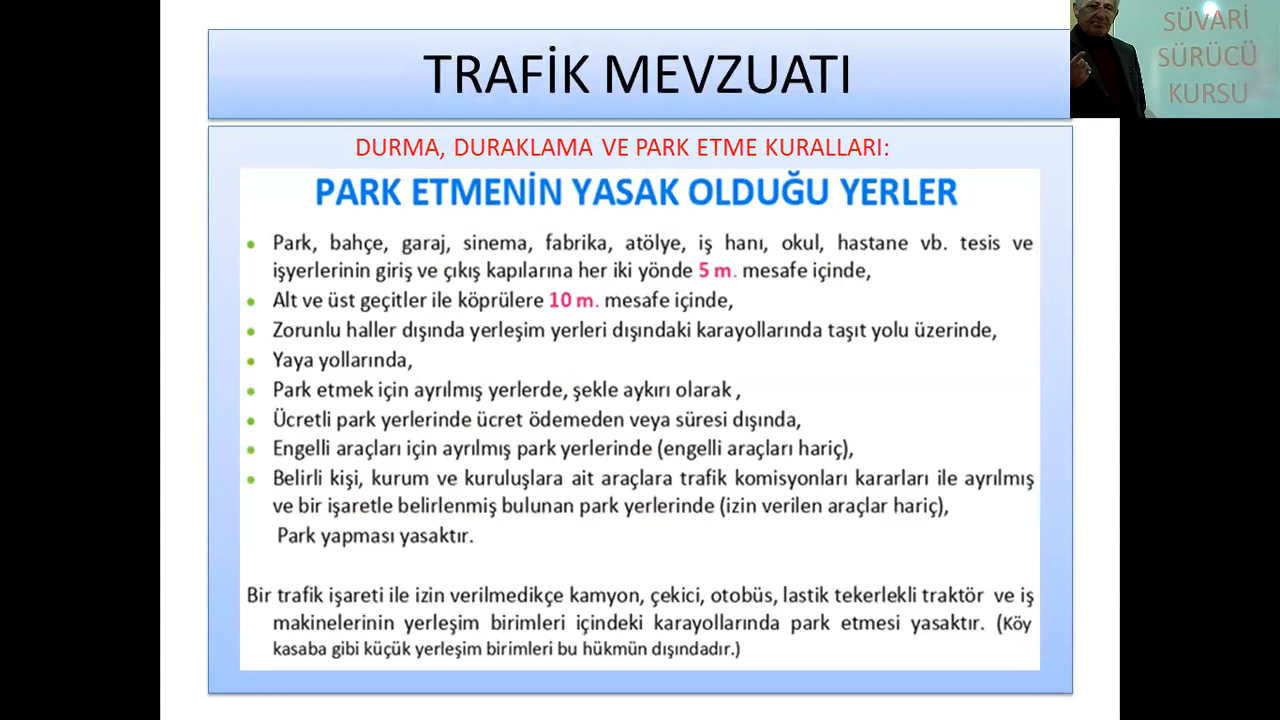 TRAFİK MEVZUATI
SÜVARİ
SÜRÜCÜ
KURSU
DURMA, DURAKLAMA VE PARK ETME KURALLARI:
PARK ETMENİN YASAK OLDUĞU YERLER
• Park, bahçe, garaj, sinema, fabrika, atölye, iş hanı, okul, hastane vb. tesis ve
işyerlerinin giriş ve çıkış kapılarına her iki yönde 5 m. mesafe içinde,
• Alt ve üst geçitler ile köprülere 10 m. mesafe içinde,
• Zorunlu haller dışında yerleşim yerleri dışındaki karayollarında taşıt yolu üzerinde,
• Yaya yollarında,
• Park etmek için ayrılmış yerlerde, şekle aykırı olarak ,
• Ücretli park yerlerinde ücret ödemeden veya süresi dışında,
• Engelli araçları için ayrılmış park yerlerinde (engelli araçları hariç),
• Belirli kişi, kurum ve kuruluşlara ait araçlara trafik komisyonları kararları ile ayrılmış
ve bir işaretle belirlenmiş bulunan park yerlerinde (izin verilen araçlar hariç),
Park yapması yasaktır.
Bir trafik işareti ile izin verilmedikçe kamyon, çekici, otobüs, lastik tekerlekli traktör ve iş
makinelerinin yerleşim birimleri içindeki karayollarında park etmesi yasaktır. (Köy
kasaba gibi küçük yerleşim birimleri bu hükmün dışındadır.)